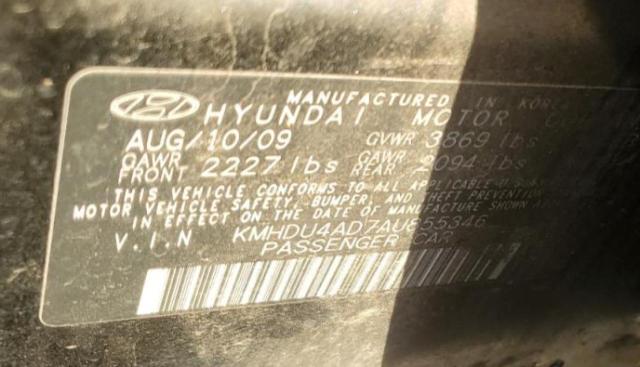 MANUFACTURED IN KOREA
HYUNDAI MOTOR
AUG/10/09 GVWR 3869 lbs
GAWR FRONT 2227 lbs GAWR REAR 2094 lbs
THIS VEHICLE CONFORMS TO ALL APPLICABLE
MOTOR VEHICLE SAFETY, BUMPER, AND THEFT PREVENTION
IN EFFECT ON THE DATE OF MANUFACTURE SHOWN
V.I.N KMHDU4AD7AU855346
PASSENGER CAR